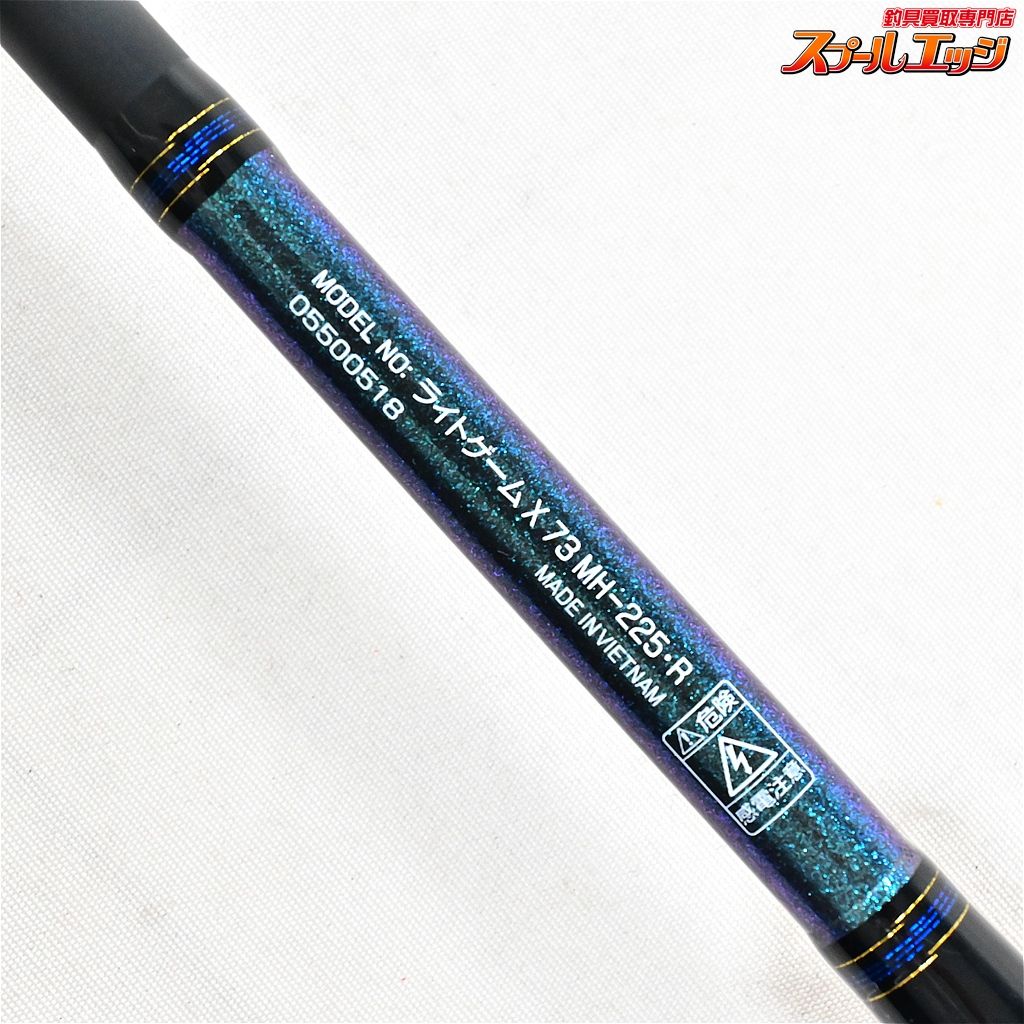 釣具買取専門店
スプールエッジ
MODEL NO: ライトゲーム X 73 MH-225・R
05500518
MADE IN VIETNAM
危険
感電注意